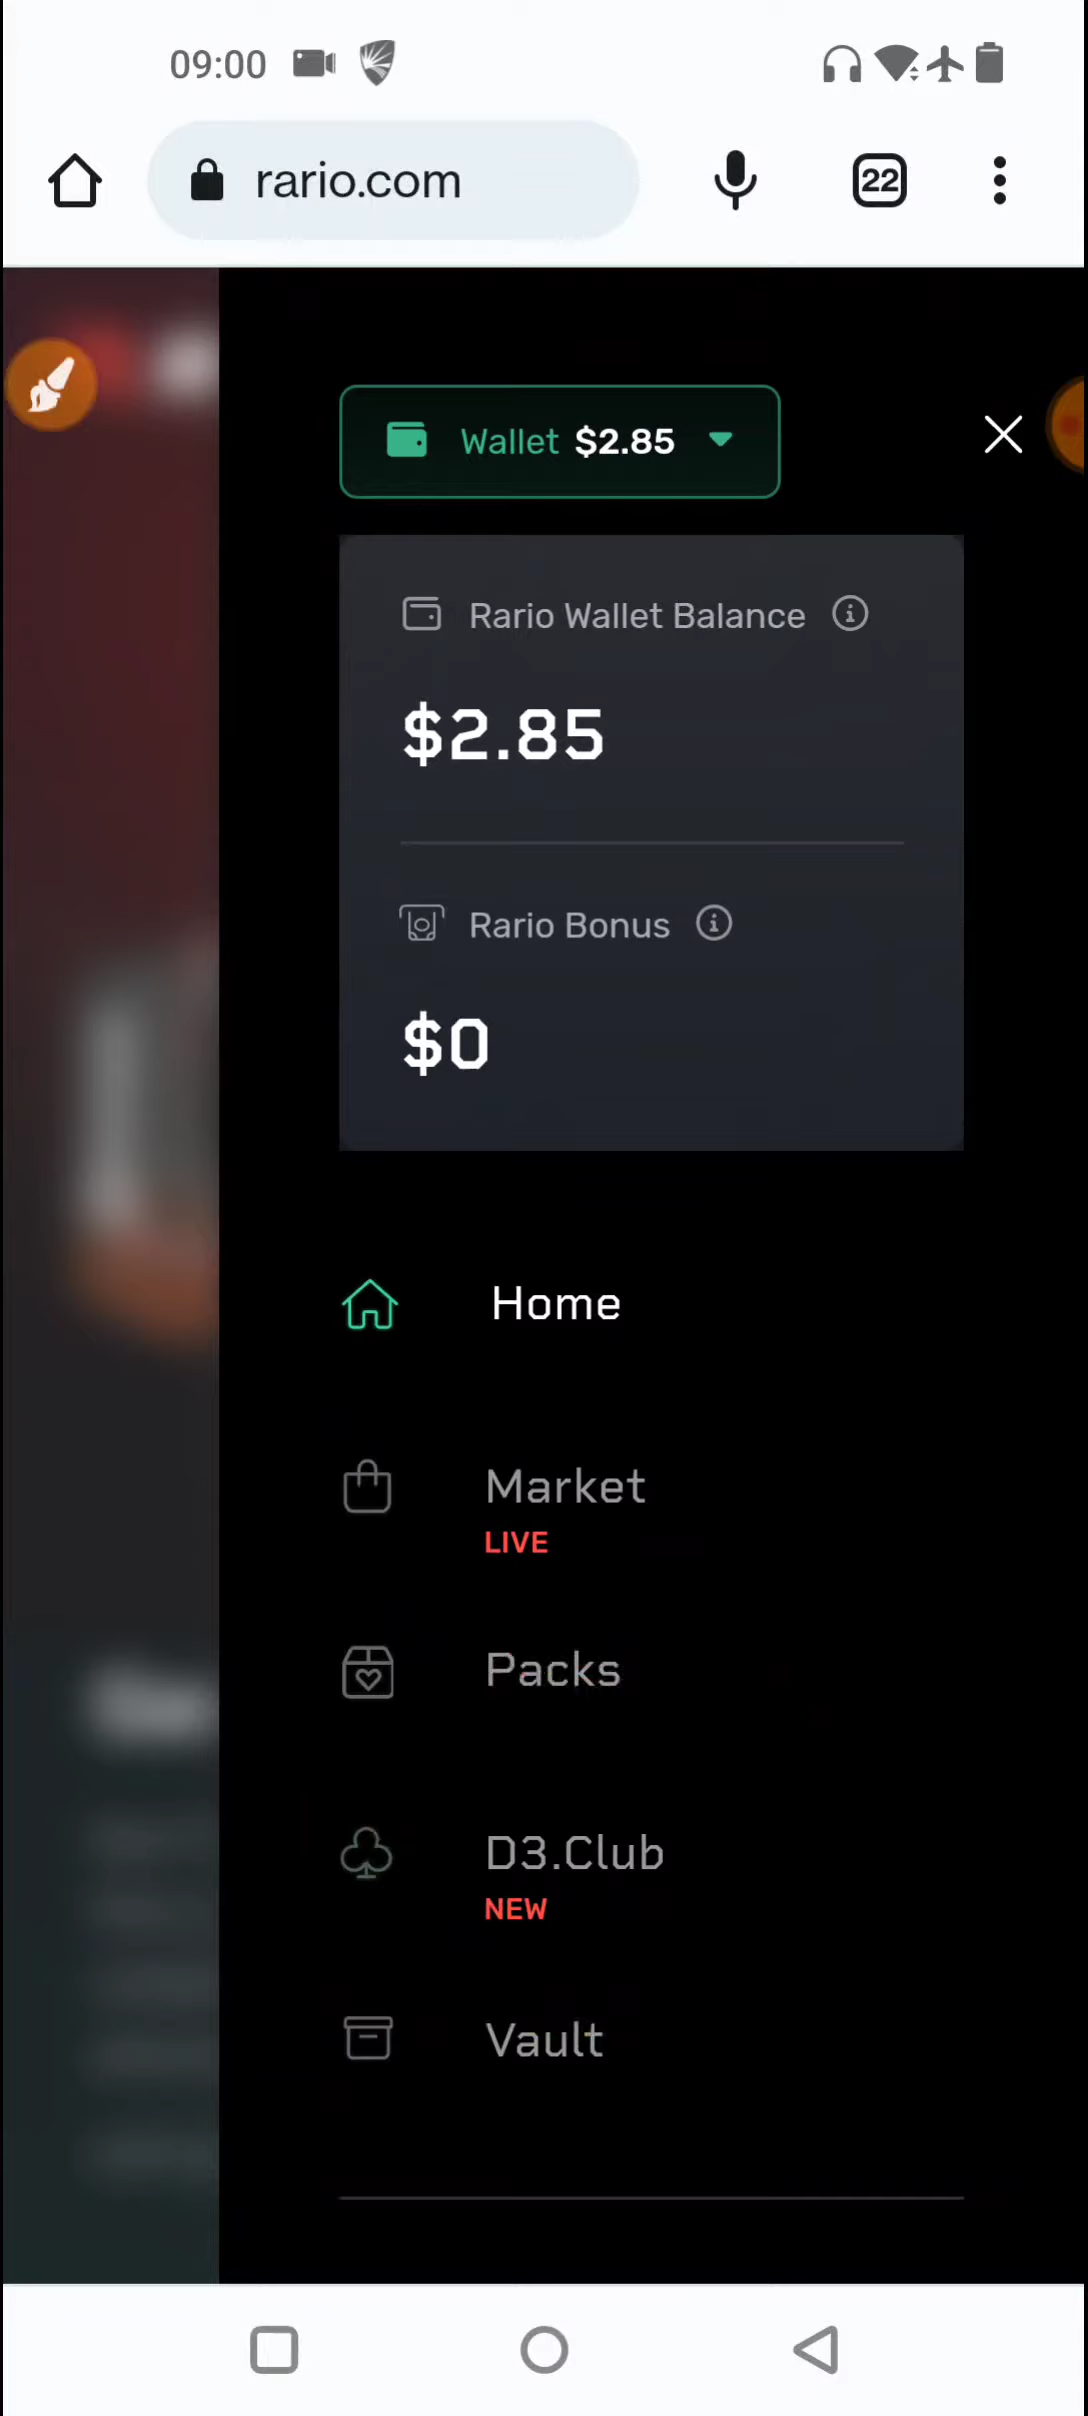 09:00
rario.com
22
Wallet $2.85
Rario Wallet Balance
$2.85
Rario Bonus
$0
Home
Market
LIVE
Packs
D3.Club
NEW
Vault